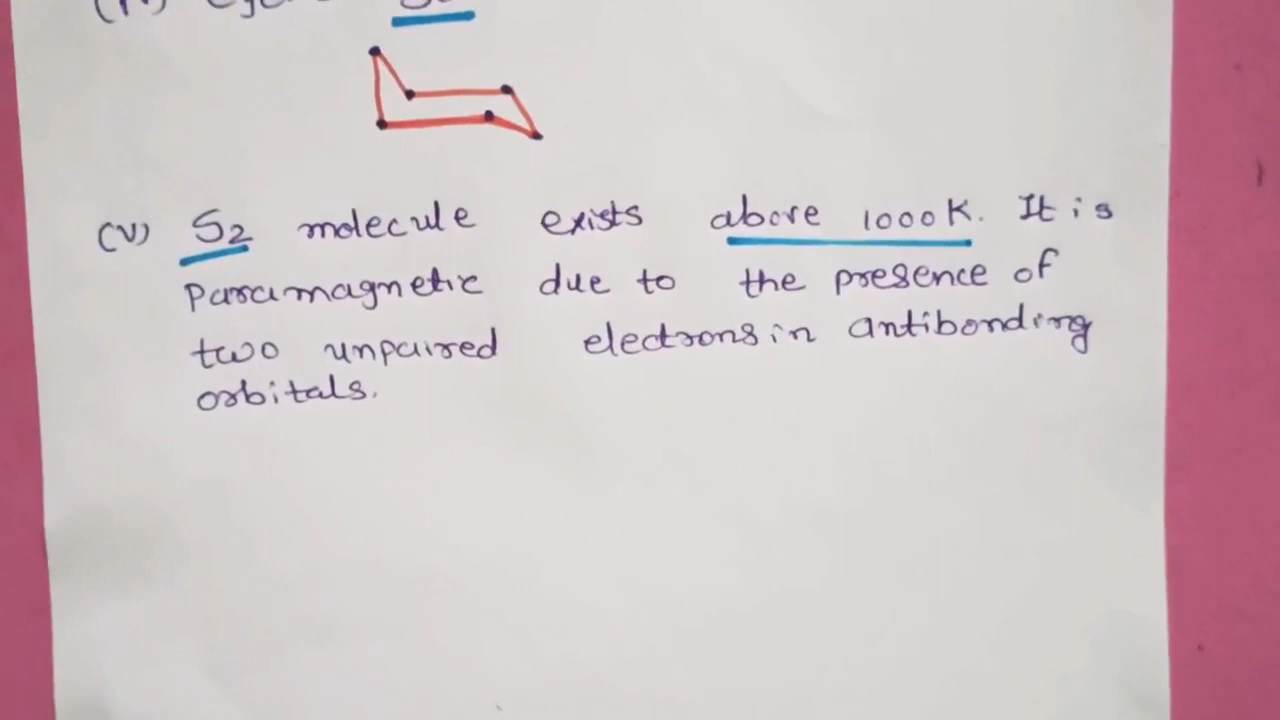 (V) S2 molecule exists above 1000K. It is
Paramagnetic due to the presence of
two unpaired electrons in antibonding
orbitals.